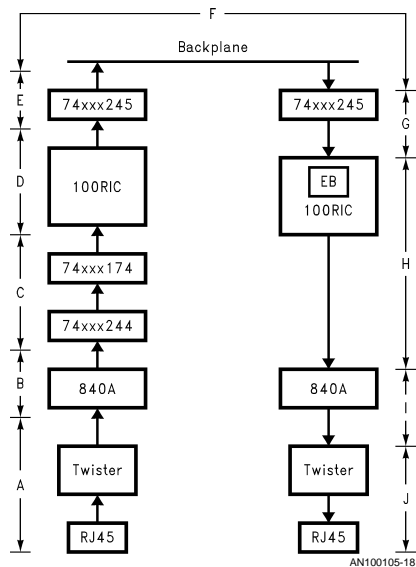 F
Backplane
E
74xxx245
74xxx245
G
D
100RIC
EB
100RIC
H
C
74xxx174
74xxx244
B
840A
840A
I
A
Twister
Twister
J
RJ45
RJ45
AN100105-18